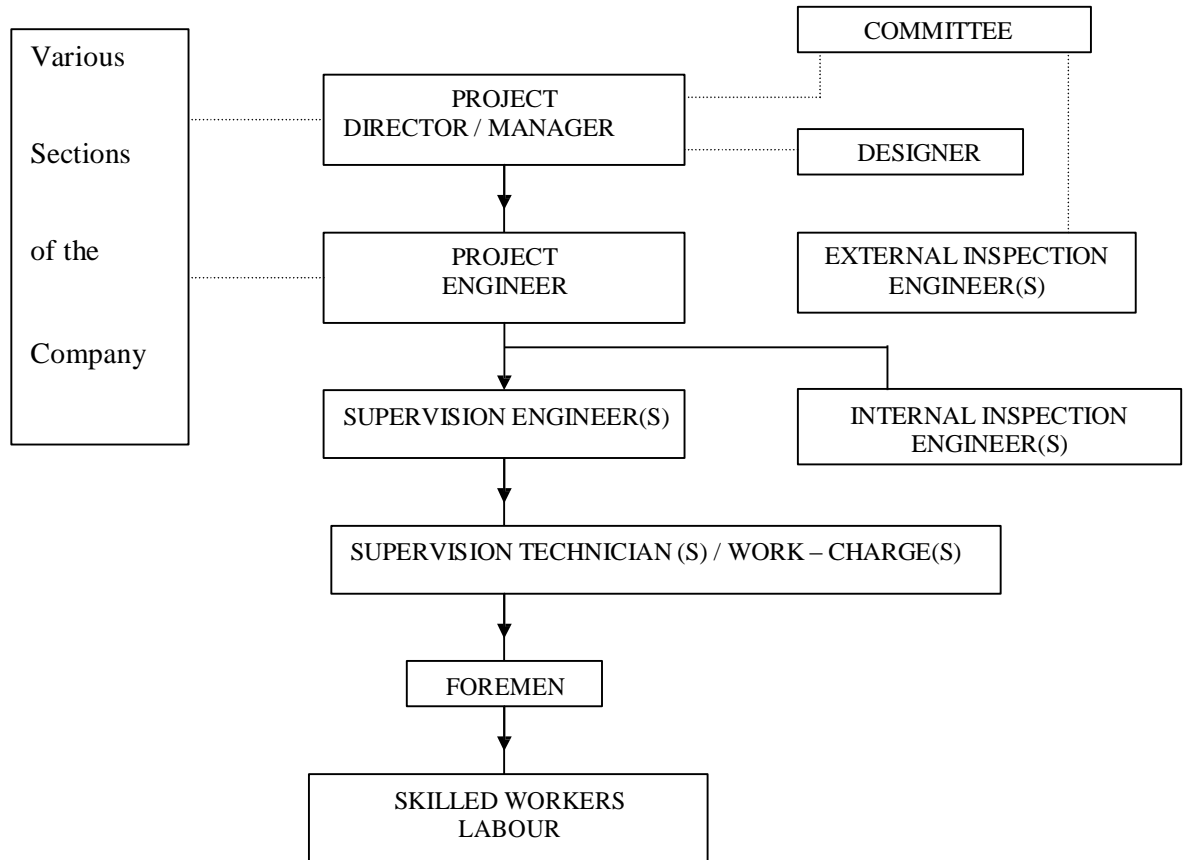 Various
Sections
of the
Company
COMMITTEE
PROJECT
DIRECTOR / MANAGER
DESIGNER
PROJECT
ENGINEER
EXTERNAL INSPECTION
ENGINEER(S)
SUPERVISION ENGINEER(S)
INTERNAL INSPECTION
ENGINEER(S)
SUPERVISION TECHNICIAN (S) / WORK – CHARGE(S)
FOREMEN
SKILLED WORKERS
LABOUR